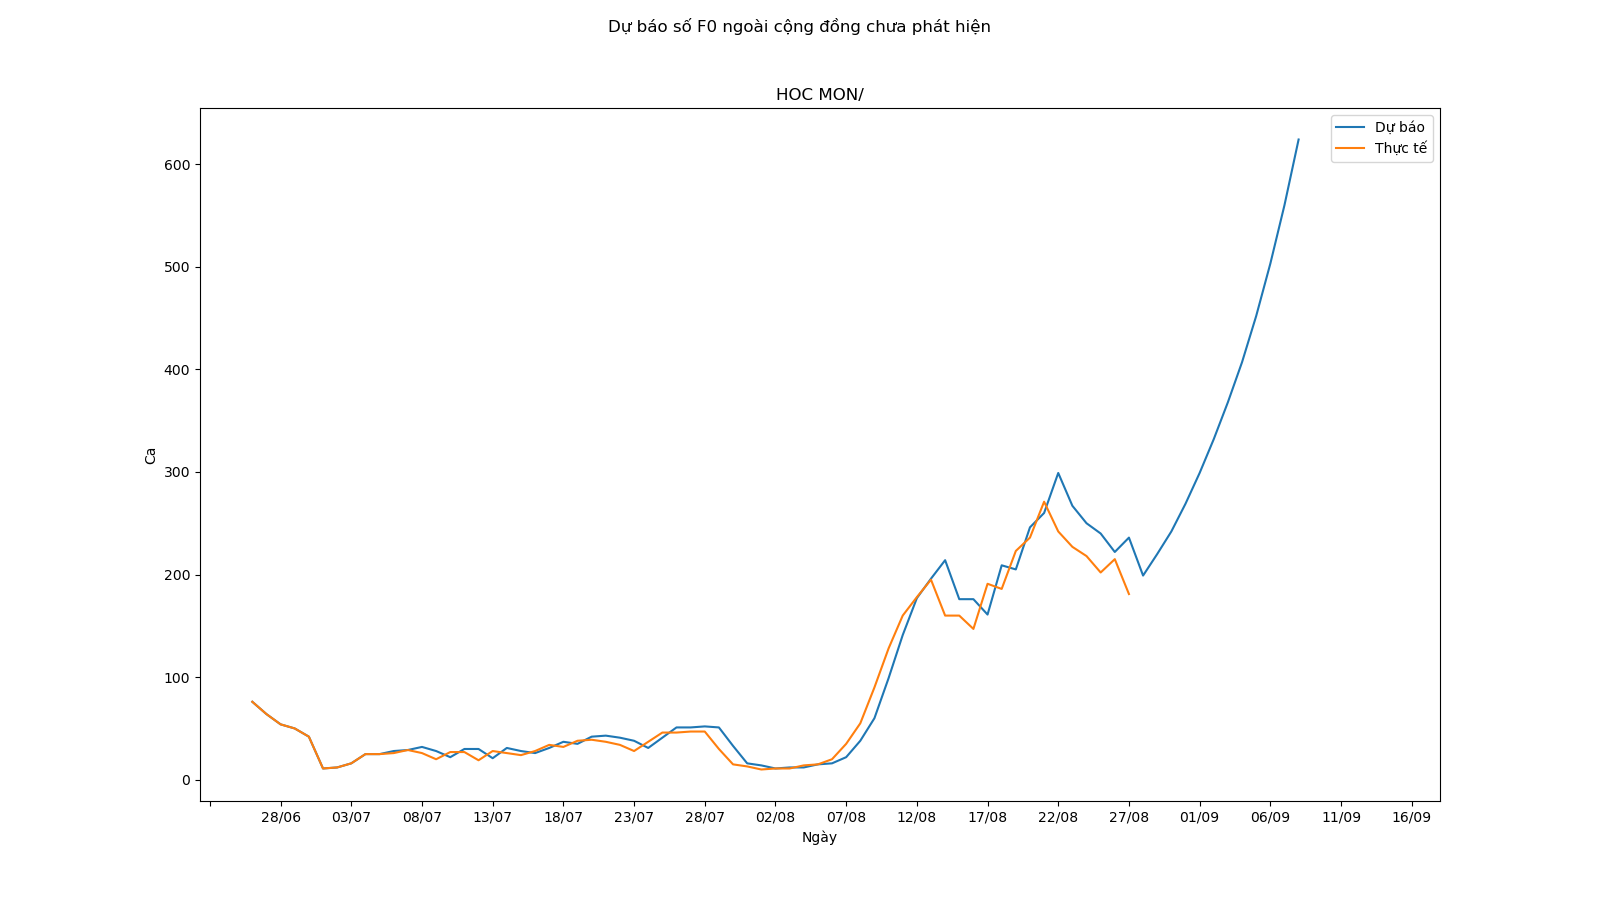 Dự báo số F0 ngoài cộng đồng chưa phát hiện
HOC MON/
Dự báo
Thực tế
600
500
400
300
200
100
0
Ca
28/06 03/07 08/07 13/07 18/07 23/07 28/07 02/08 07/08 12/08 17/08 22/08 27/08 01/09 06/09 11/09 16/09
Ngày